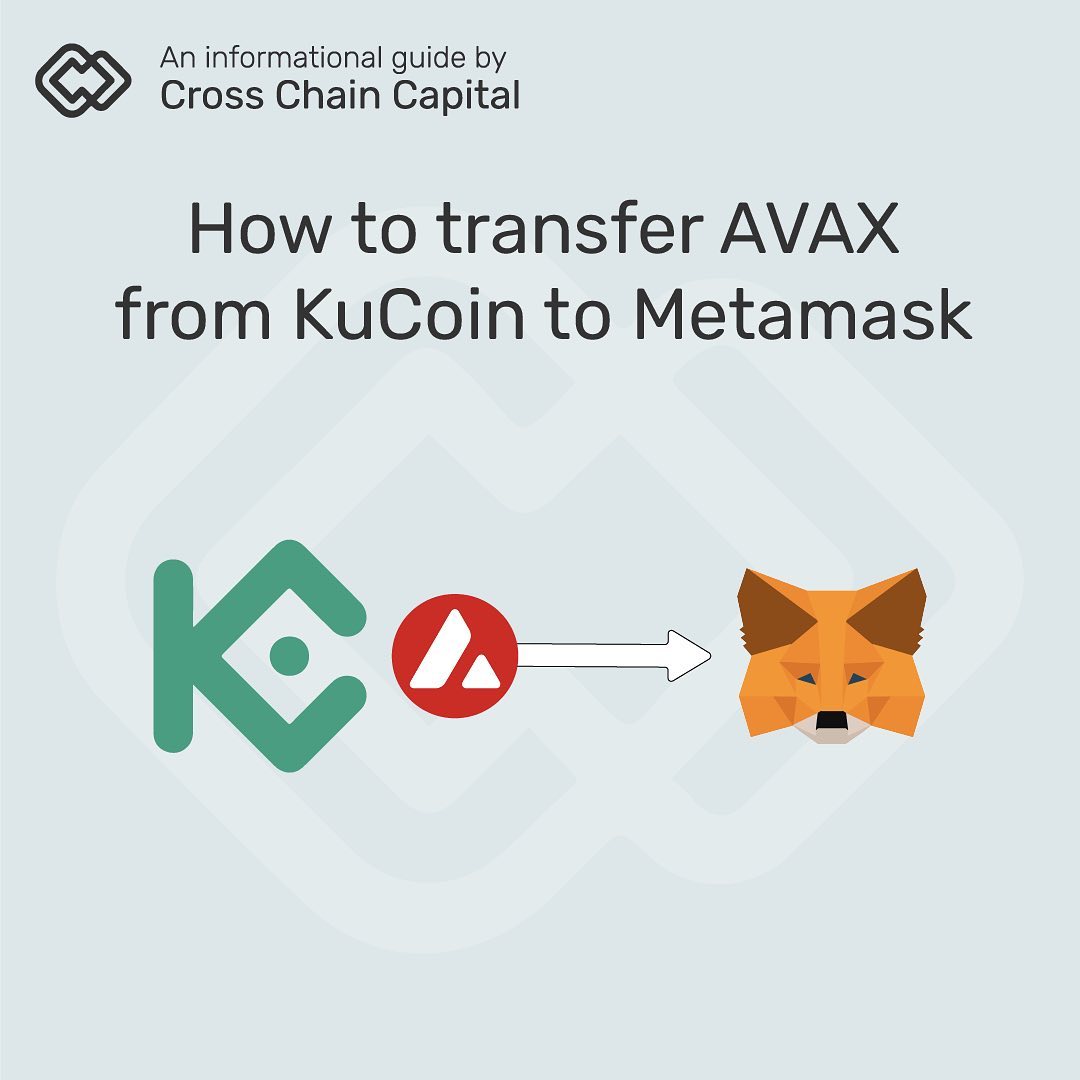 An informational guide by
Cross Chain Capital
How to transfer AVAX
from KuCoin to Metamask